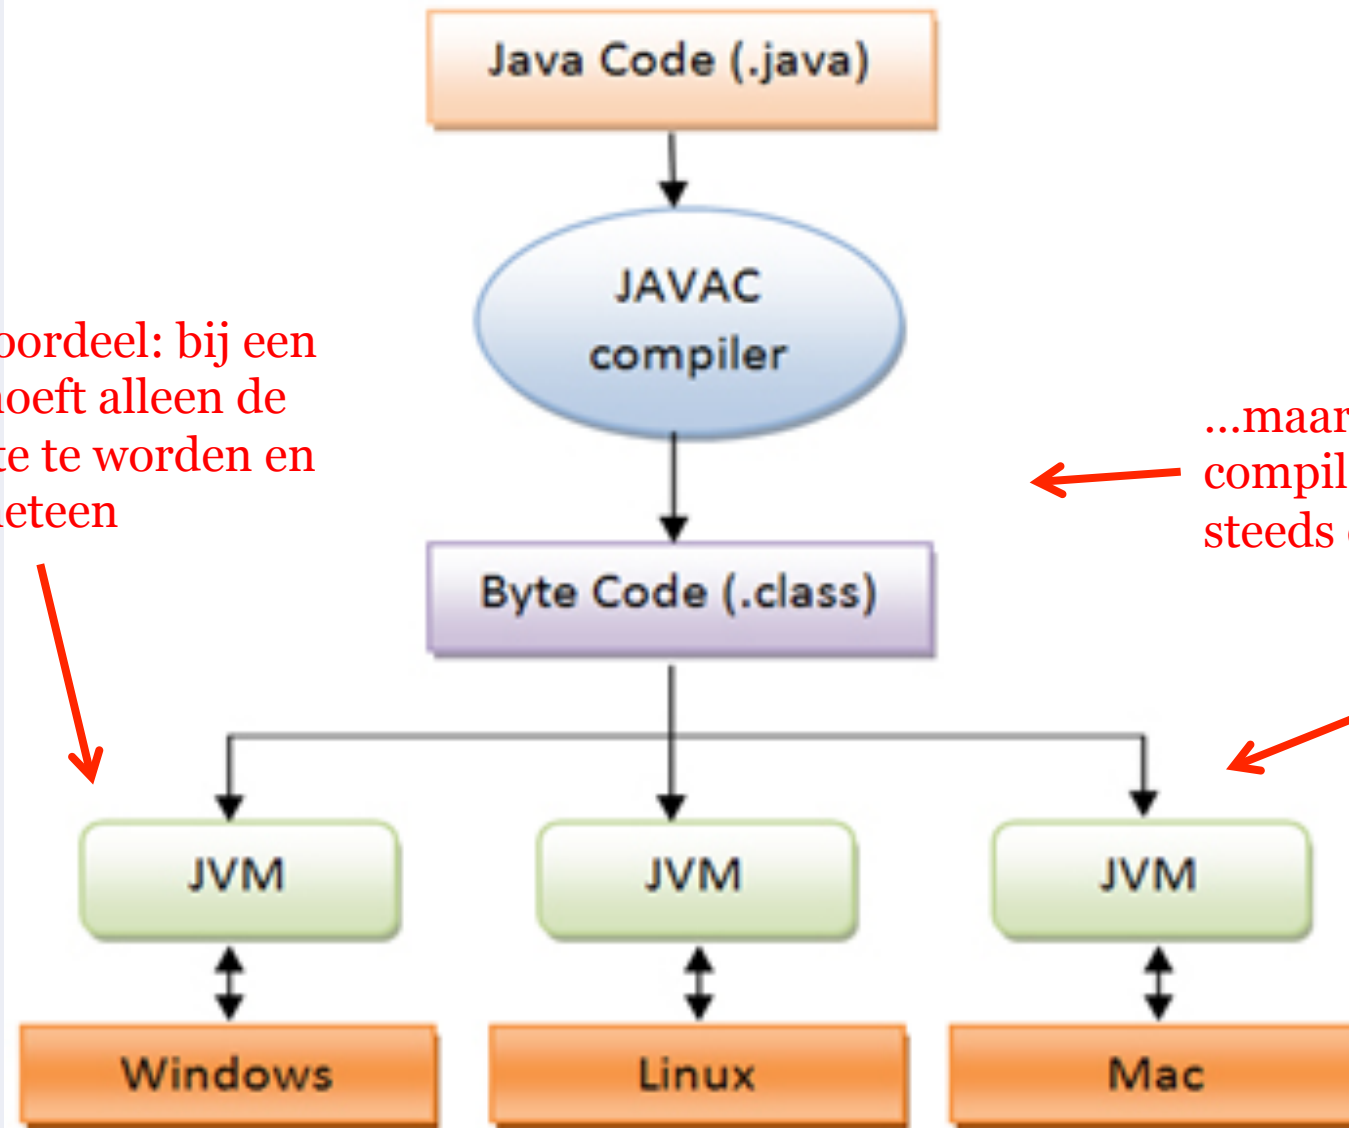 Java Code (.java)
JAVAC
compiler
oordeel: bij een
oeft alleen de
te te worden en
eteen
...maar
compil
steeds
Byte Code (.class)
JVM JVM JVM
Windows Linux Mac